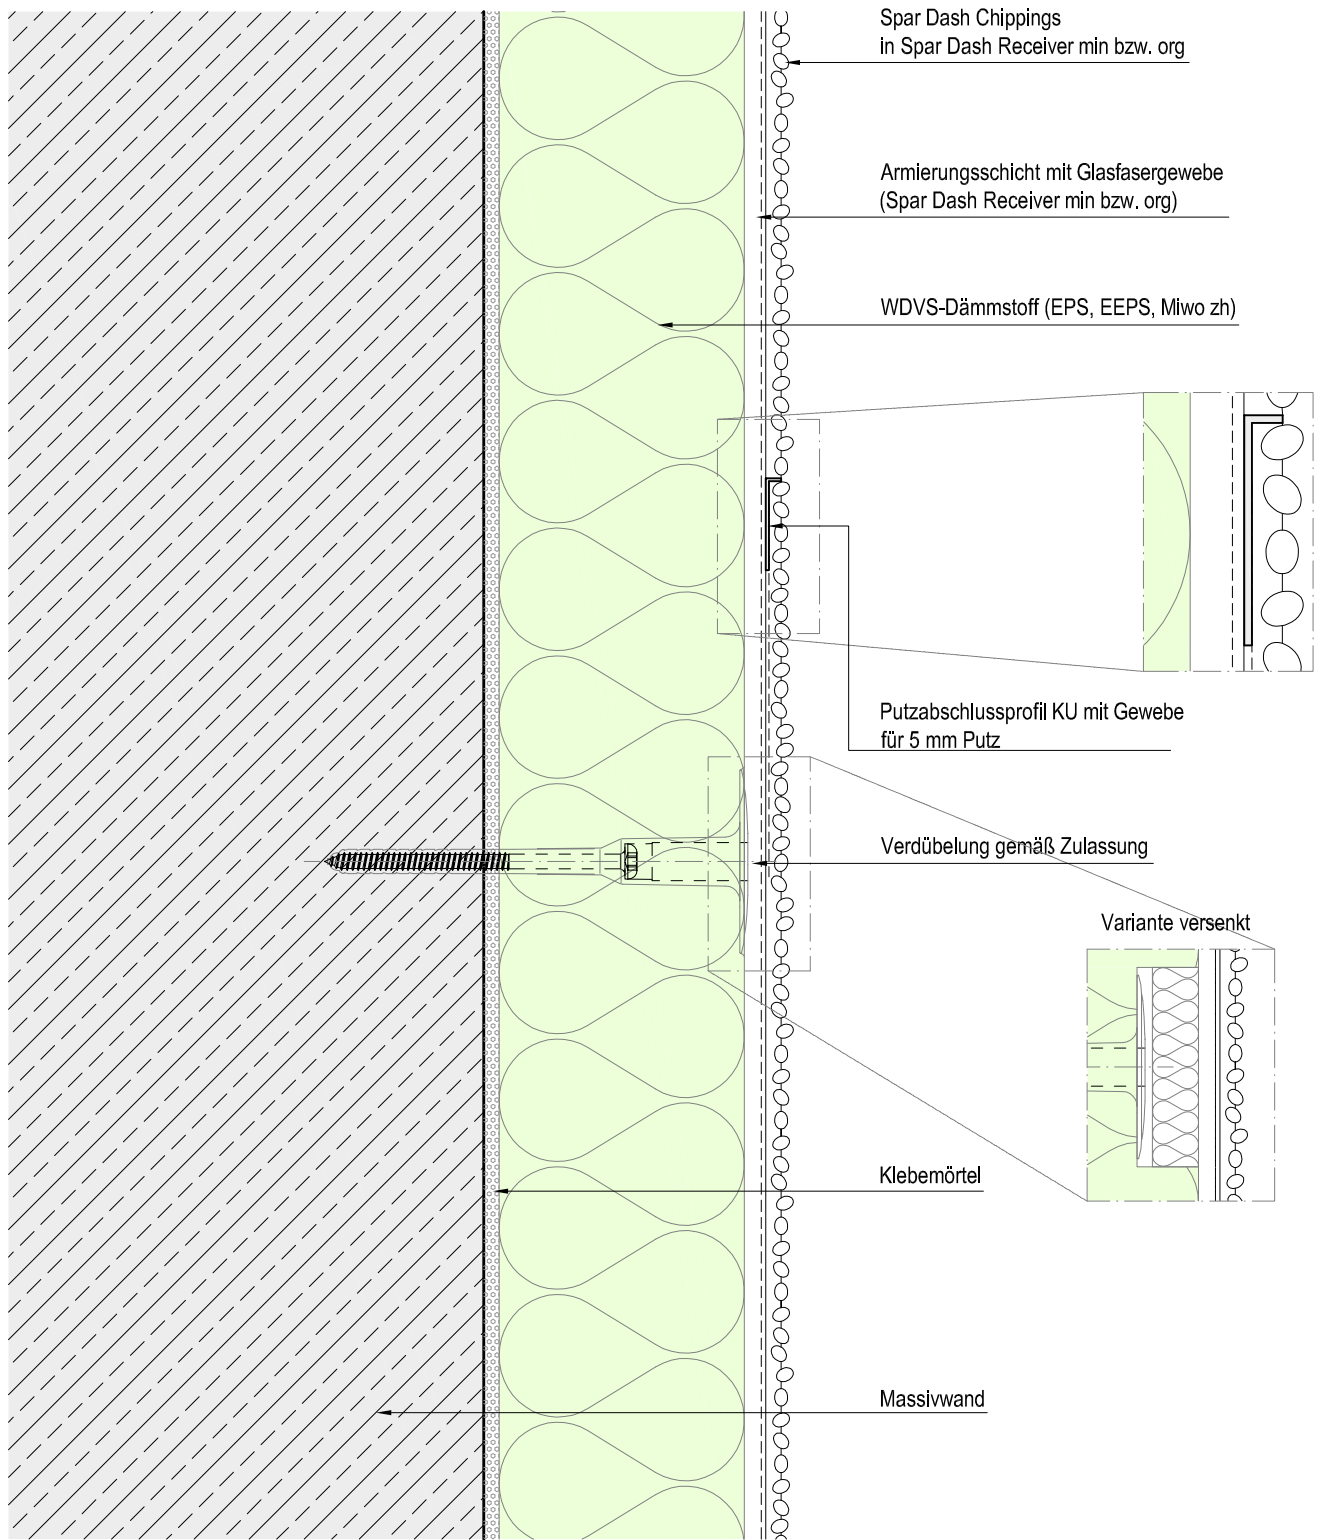 Spar Dash Chippings
in Spar Dash Receiver min bzw. org
Armierungsschicht mit Glasfasergewebe
(Spar Dash Receiver min bzw. org)
WDVS-Dämmstoff (EPS, EEPS, Miwo zh)
Putzabschlussprofil KU mit Gewebe
für 5 mm Putz
Verdübelung gemäß Zulassung
Variante versenkt
Klebemörtel
Massivwand